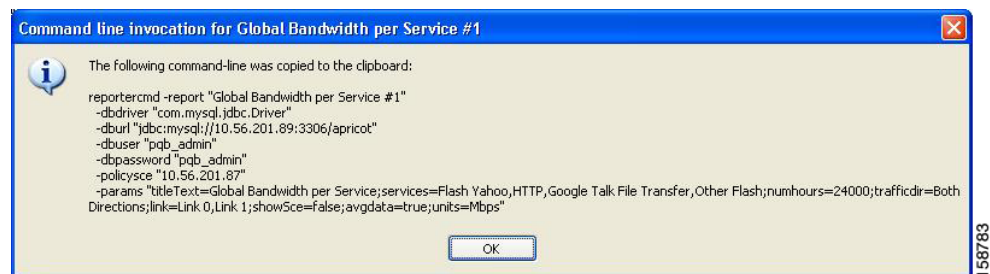 Command line invocation for Global Bandwidth per Service #1
The following command-line was copied to the clipboard:
reportercmd -report "Global Bandwidth per Service #1"
-dbdriver "com.mysql.jdbc.Driver"
-dburl "jdbc:mysql://10.56.201.89:3306/apricot"
-dbuser "pqb_admin"
-dbpassword "pqb_admin"
-policysce "10.56.201.87"
-params "titleText=Global Bandwidth per Service;services=Flash Yahoo,HTTP,Google Talk File Transfer,Other Flash;numhours=24000;trafficdir=Both
Directions;link=Link 0,Link 1;showSce=false;avgdata=true;units=Mbps"
OK
158783